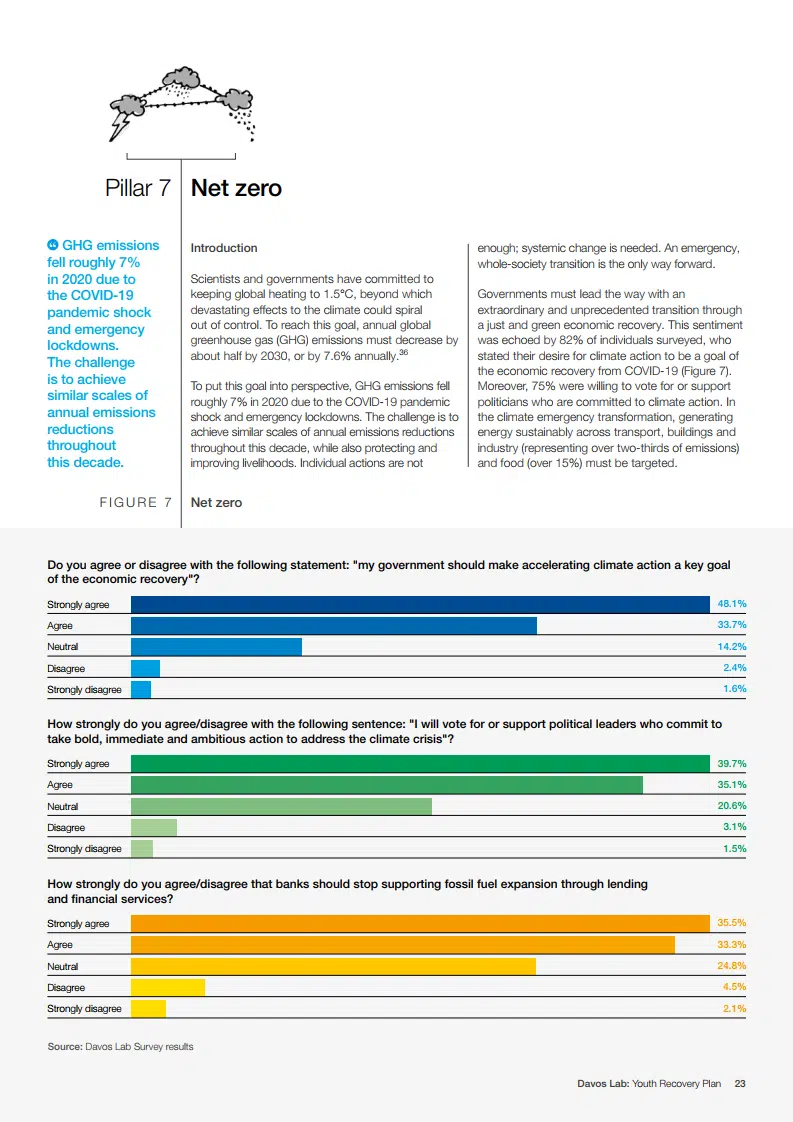 Pillar 7
Net zero
GHG emissions
fell roughly 7%
in 2020 due to
the COVID-19
pandemic shock
and emergency
lockdowns.
The challenge
is to achieve
similar scales of
annual emissions
reductions
throughout
this decade.
Introduction
Scientists and governments have committed to
keeping global heating to 1.5°C, beyond which
devastating effects to the climate could spiral
out of control. To reach this goal, annual global
greenhouse gas (GHG) emissions must decrease by
about half by 2030, or by 7.6% annually.36
To put this goal into perspective, GHG emissions fell
roughly 7% in 2020 due to the COVID-19 pandemic
shock and emergency lockdowns. The challenge is to
achieve similar scales of annual emissions reductions
throughout this decade, while also protecting and
improving livelihoods. Individual actions are not
enough; systemic change is needed. An emergency,
whole-society transition is the only way forward.
Governments must lead the way with an
extraordinary and unprecedented transition through
a just and green economic recovery. This sentiment
was echoed by 82% of individuals surveyed, who
stated their desire for climate action to be a goal of
the economic recovery from COVID-19 (Figure 7).
Moreover, 75% were willing to vote for or support
politicians who are committed to climate action. In
the climate emergency transformation, generating
energy sustainably across transport, buildings and
industry (representing over two-thirds of emissions)
and food (over 15%) must be targeted.
FIGURE 7
Net zero
Do you agree or disagree with the following statement: "my government should make accelerating climate action a key goal
of the economic recovery"?
Strongly agree 48.1%
Agree 33.7%
Neutral 14.2%
Disagree 2.4%
Strongly disagree 1.6%
How strongly do you agree/disagree with the following sentence: "I will vote for or support political leaders who commit to
take bold, immediate and ambitious action to address the climate crisis"?
Strongly agree 39.7%
Agree 35.1%
Neutral 20.6%
Disagree 3.1%
Strongly disagree 1.5%
How strongly do you agree/disagree that banks should stop supporting fossil fuel expansion through lending
and financial services?
Strongly agree 35.5%
Agree 33.3%
Neutral 24.8%
Disagree 4.5%
Strongly disagree 2.1%
Source: Davos Lab Survey results
Davos Lab: Youth Recovery Plan 23